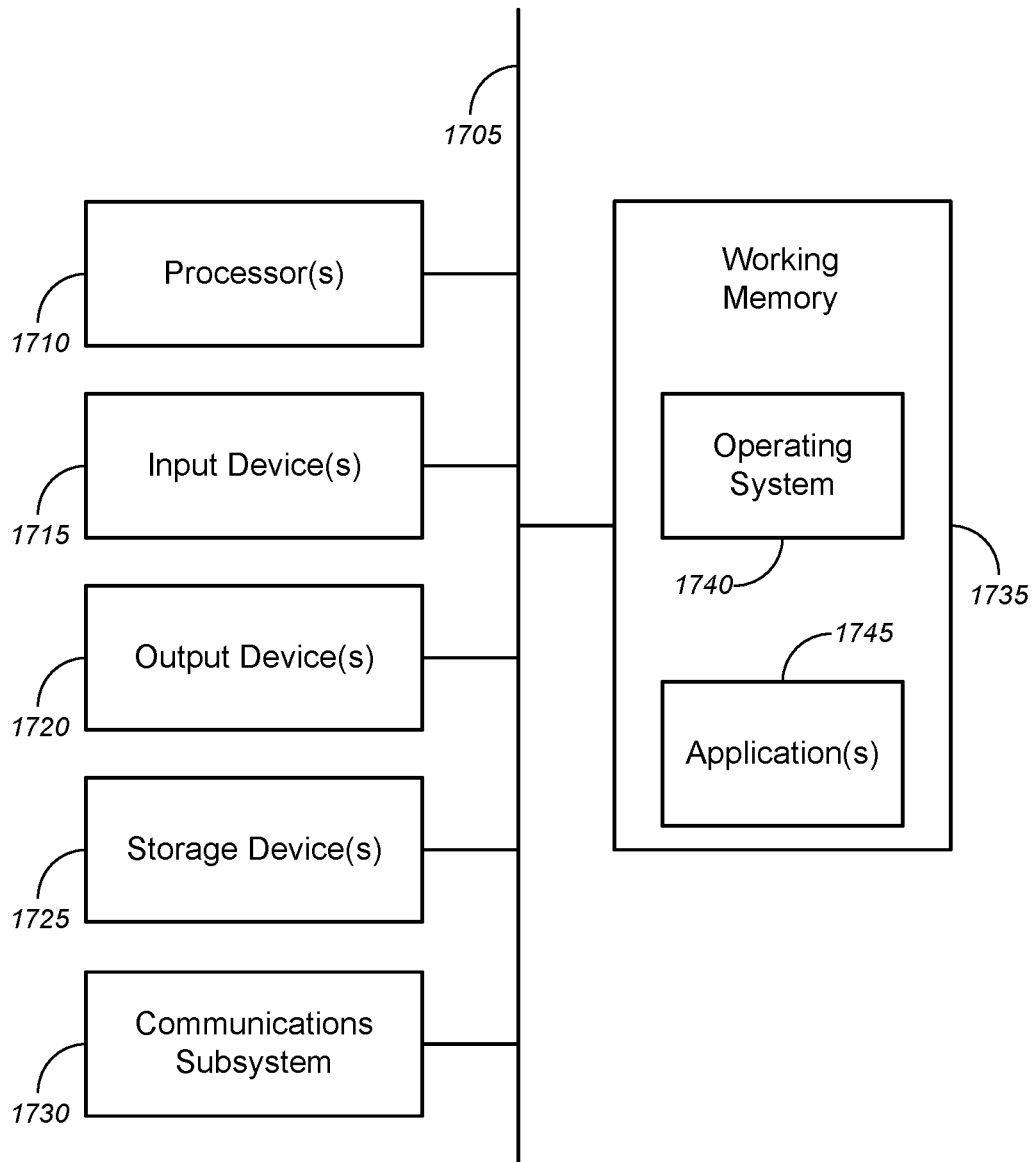 1705
Processor(s)
1710
Input Device(s)
1715
Output Device(s)
1720
Storage Device(s)
1725
Communications
Subsystem
1730
Working
Memory
Operating
System
1740
1735
1745
Application(s)